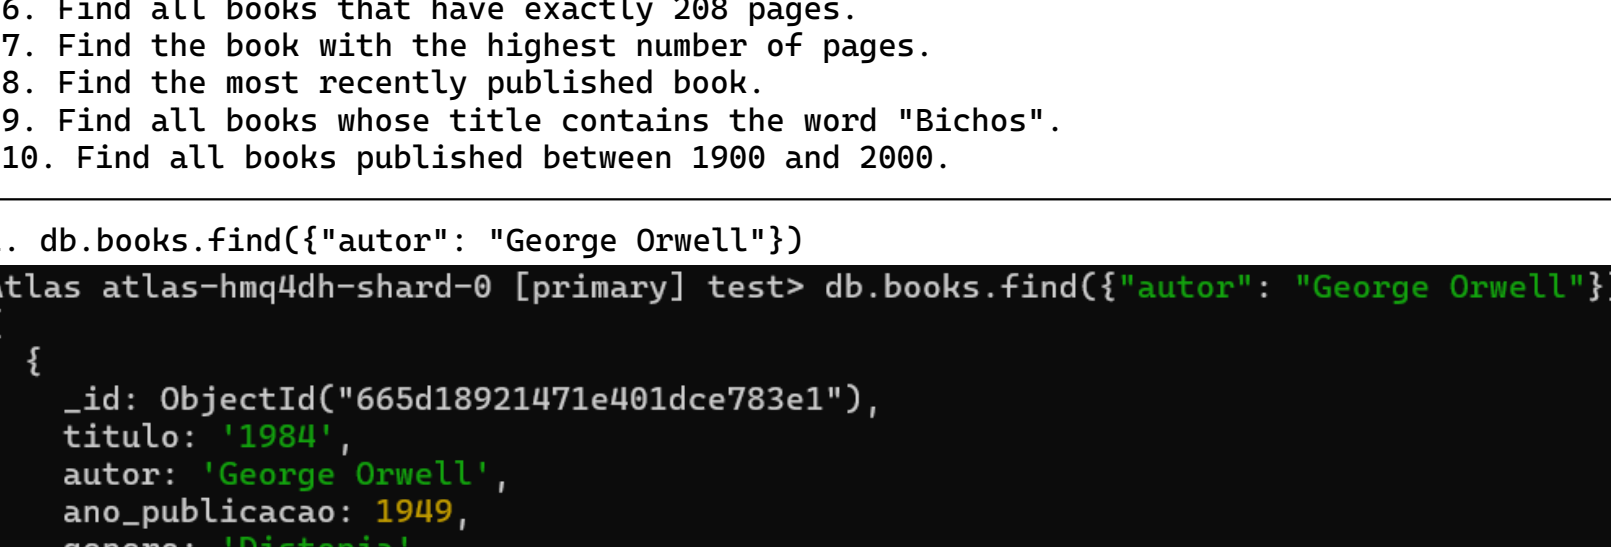 6. Find all books that have exactly 208 pages.
7. Find the book with the highest number of pages.
8. Find the most recently published book.
9. Find all books whose title contains the word "Bichos".
10. Find all books published between 1900 and 2000.
. db.books.find({"autor": "George Orwell"})
Atlas atlas-hmq4dh-shard-0 [primary] test> db.books.find({"autor": "George Orwell"})
[
{
_id: ObjectId("665d18921471e401dce783e1"),
titulo: '1984',
autor: 'George Orwell',
ano_publicacao: 1949,
genero: 'Distopia'